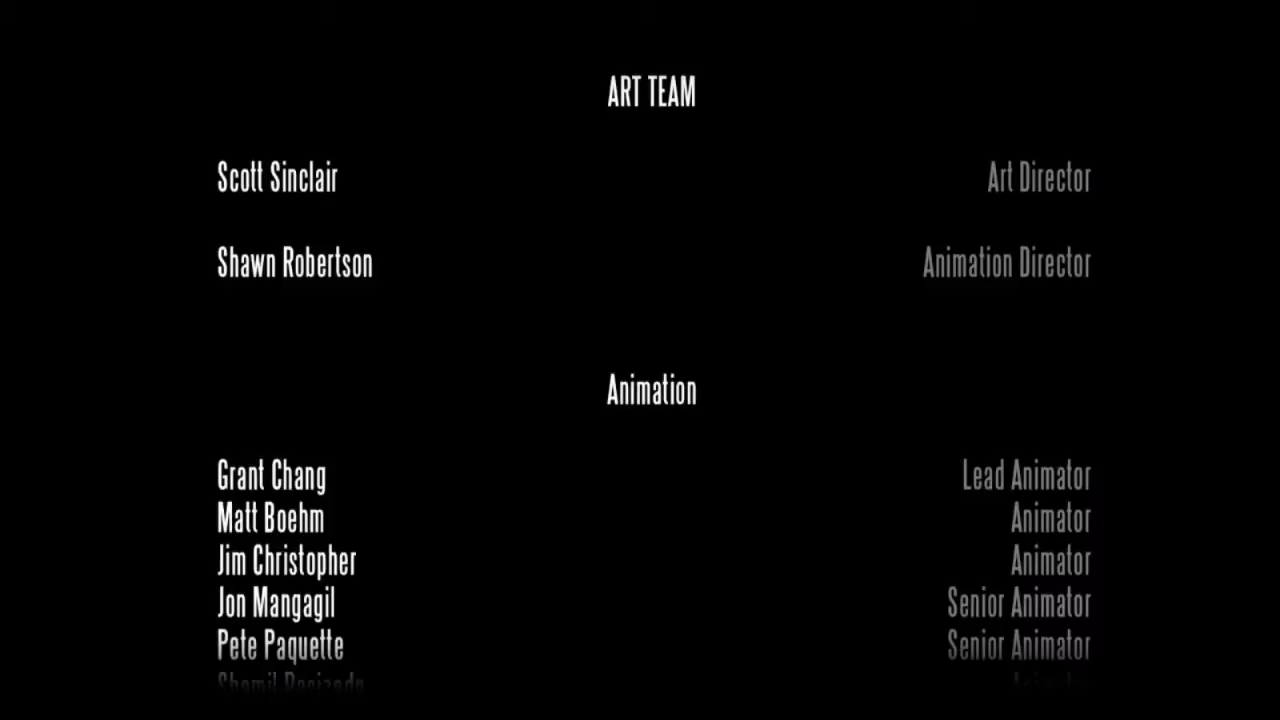 ART TEAM
Scott Sinclair Art Director
Shawn Robertson Animation Director
Animation
Grant Chang Lead Animator
Matt Boehm Animator
Jim Christopher Animator
Jon Mangagil Senior Animator
Pete Paquette Senior Animator
Animator